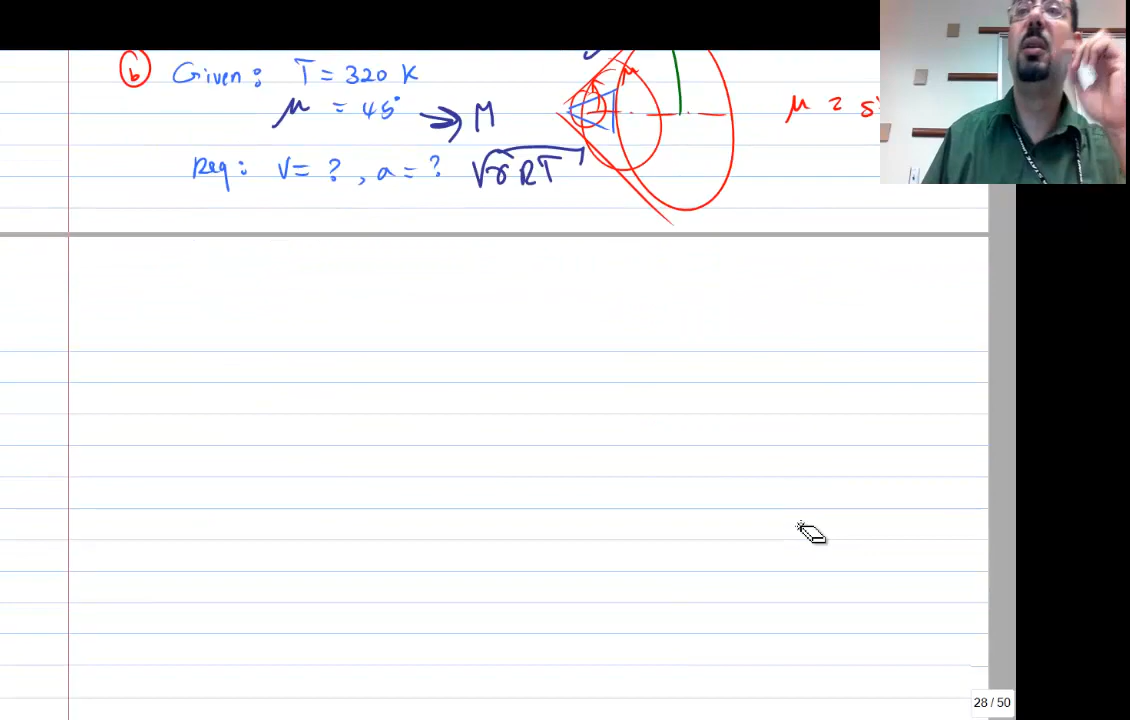 b Given: T = 320 K
μ = 45° → M
Req: V = ?, a = ? √γRT
μ
μ =
28 / 50